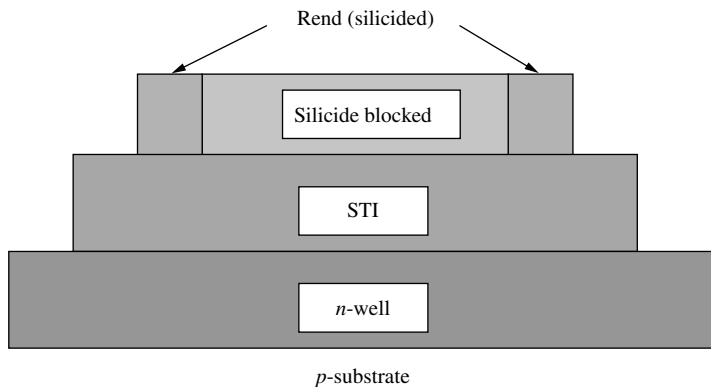 Rend (silicided)
Silicide blocked
STI
n-well
p-substrate